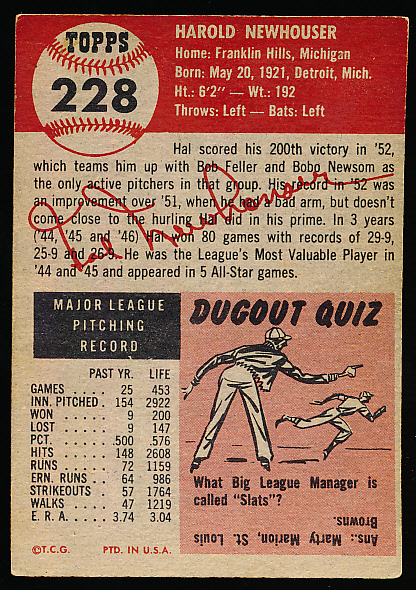 TOPPS
228
HAROLD NEWHOUSER
Home: Franklin Hills, Michigan
Born: May 20, 1921, Detroit, Mich.
Ht.: 6'2" — Wt.: 192
Throws: Left — Bats: Left
Hal scored his 200th victory in '52,
which teams him up with Bob Feller and Bobo Newsom as
the only active pitchers in that group. His record in '52 was
an improvement over '51, when he had a bad arm, but doesn't
come close to the hurling Hal did in his prime. In 3 years
('44, '45 and '46) Hal won 80 games with records of 29-9,
25-9 and 26-9. He was the League's Most Valuable Player in
'44 and '45 and appeared in 5 All-Star games.
Hal Newhouser
MAJOR LEAGUE
PITCHING
RECORD
PAST YR. LIFE
GAMES .... 25 453
INN. PITCHED . 154 2922
WON ..... 9 200
LOST ..... 9 147
PCT. ..... .500 .576
HITS .... 148 2608
RUNS .... 72 1159
ERN. RUNS .. 64 986
STRIKEOUTS . 57 1764
WALKS ... 47 1219
E. R. A. ... 3.74 3.04
©T.C.G. PTD. IN U.S.A.
DUGOUT QUIZ
What Big League Manager is
called "Slats"?
Ans.: Marty Marion, St. Louis
Browns.